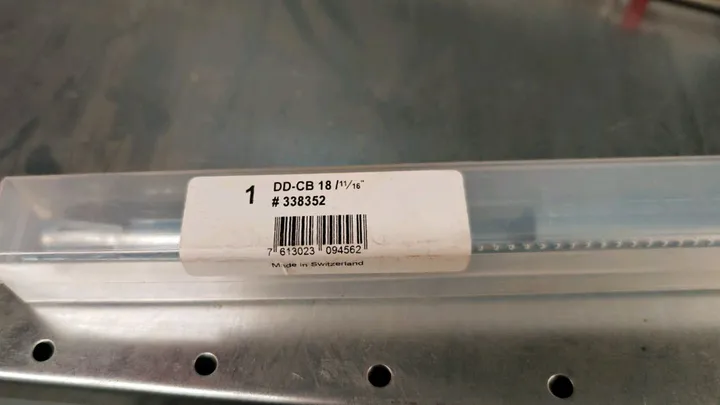 1
DD-CB 18 /11/16"
# 338352
7 613023 094562
Made in Switzerland